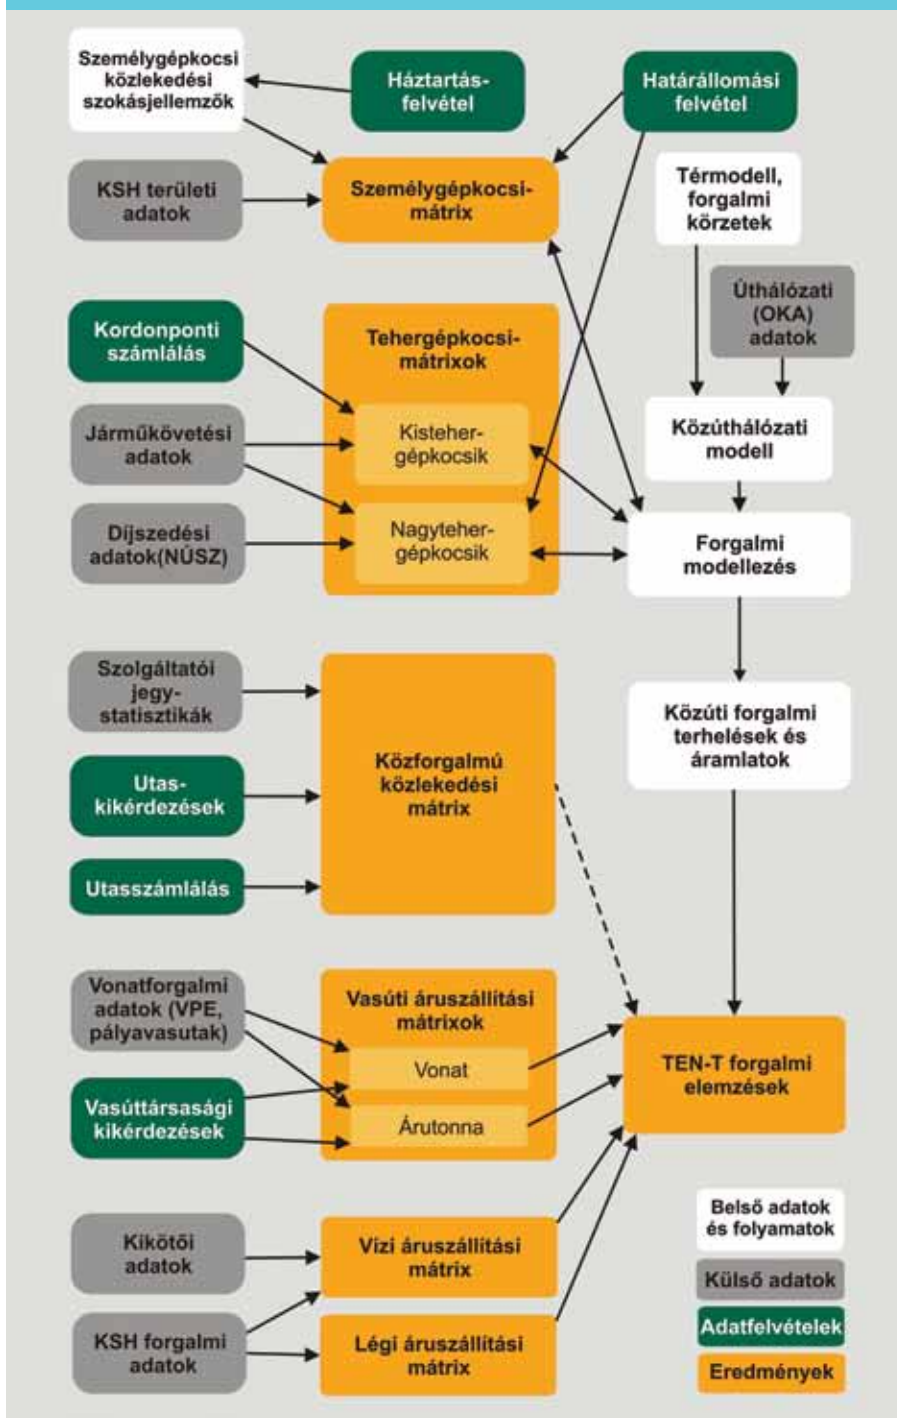 Személygépkocsi
közlekedési
szokásjellemzők
Háztartás-
felvétel
Határállomási
felvétel
KSH területi
adatok
Személygépkocsi-
mátrix
Térmodell,
forgalmi
körzetek
Úthálózati
(OKA)
adatok
Kordonponti
számlálás
Tehergépkocsi-
mátrixok
Járműkövetési
adatok
Kisteher-
gépkocsik
Közúthálózati
modell
Díjszedési
adatok(NÚSZ)
Nagyteher-
gépkocsik
Forgalmi
modellezés
Szolgáltatói
jegy-
statisztikák
Közúti forgalmi
terhelések és
áramlatok
Utas-
kikérdezések
Közforgalmú
közlekedési
mátrix
Utasszámlálás
Vonatforgalmi
adatok (VPE,
pályavasutak)
Vasúti áruszállítási
mátrixok
Vonat
Árutonna
TEN-T forgalmi
elemzések
Vasúttársasági
kikérdezések
Kikötői
adatok
Vízi áruszállítási
mátrix
KSH forgalmi
adatok
Légi áruszállítási
mátrix
Belső adatok
és folyamatok
Külső adatok
Adatfelvételek
Eredmények